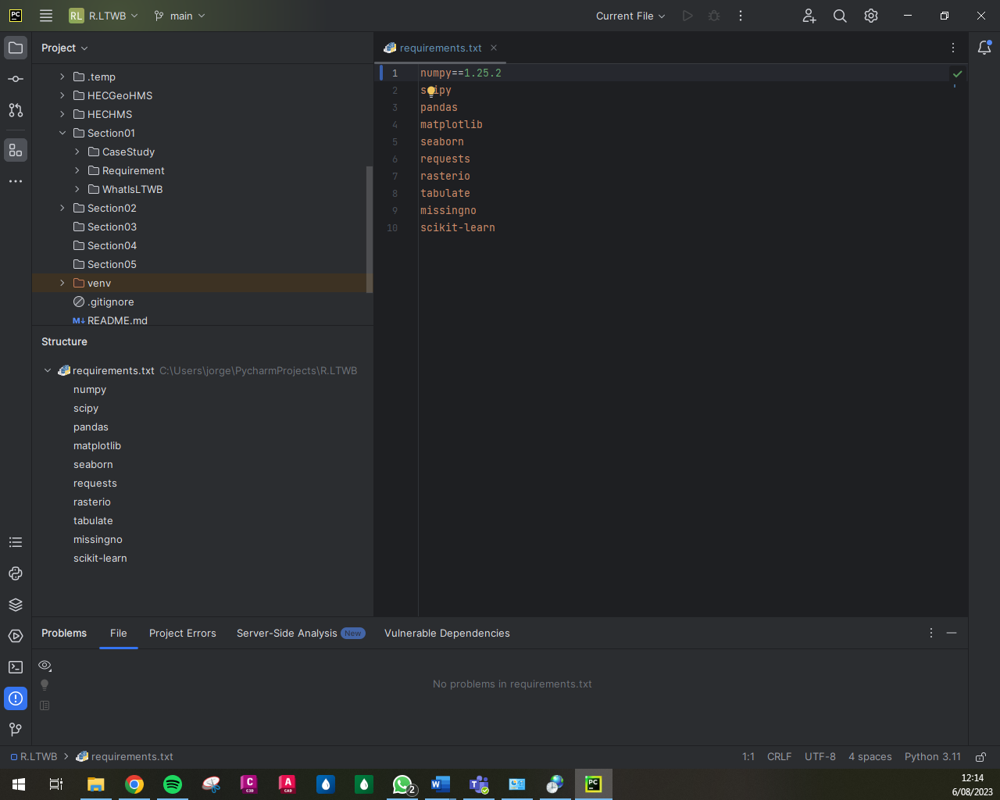 PC RL R.LTWB main Current File
Project
requirements.txt
.temp
HECGeoHMS
HECHMS
Section01
CaseStudy
Requirement
WhatIsLTWB
Section02
Section03
Section04
Section05
venv
.gitignore
M↓ README.md
1 numpy==1.25.2
2 scipy
3 pandas
4 matplotlib
5 seaborn
6 requests
7 rasterio
8 tabulate
9 missingno
10 scikit-learn
Structure
requirements.txt C:\Users\jorge\PycharmProjects\R.LTWB
numpy
scipy
pandas
matplotlib
seaborn
requests
rasterio
tabulate
missingno
scikit-learn
Problems File Project Errors Server-Side Analysis New Vulnerable Dependencies
No problems in requirements.txt
R.LTWB requirements.txt 1:1 CRLF UTF-8 4 spaces Python 3.11
C C3D A CAD 2 W T PC 12:14
6/08/2023